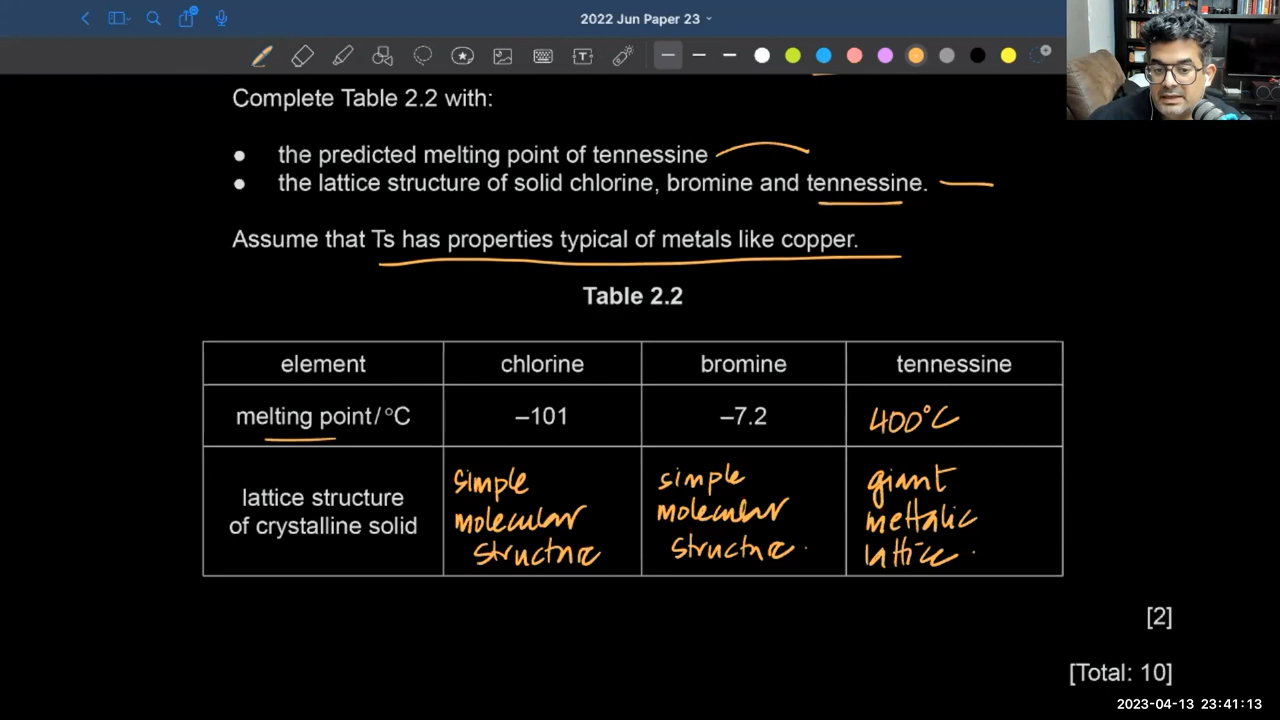 2022 Jun Paper 23
Complete Table 2.2 with:
● the predicted melting point of tennessine
● the lattice structure of solid chlorine, bromine and tennessine.
Assume that Ts has properties typical of metals like copper.
Table 2.2
element chlorine bromine tennessine
melting point/°C –101 –7.2 400°C
lattice structure of crystalline solid
simple molecular structure
simple molecular structure.
giant mettalic lattice.
[2]
[Total: 10]
2023-04-13 23:41:13